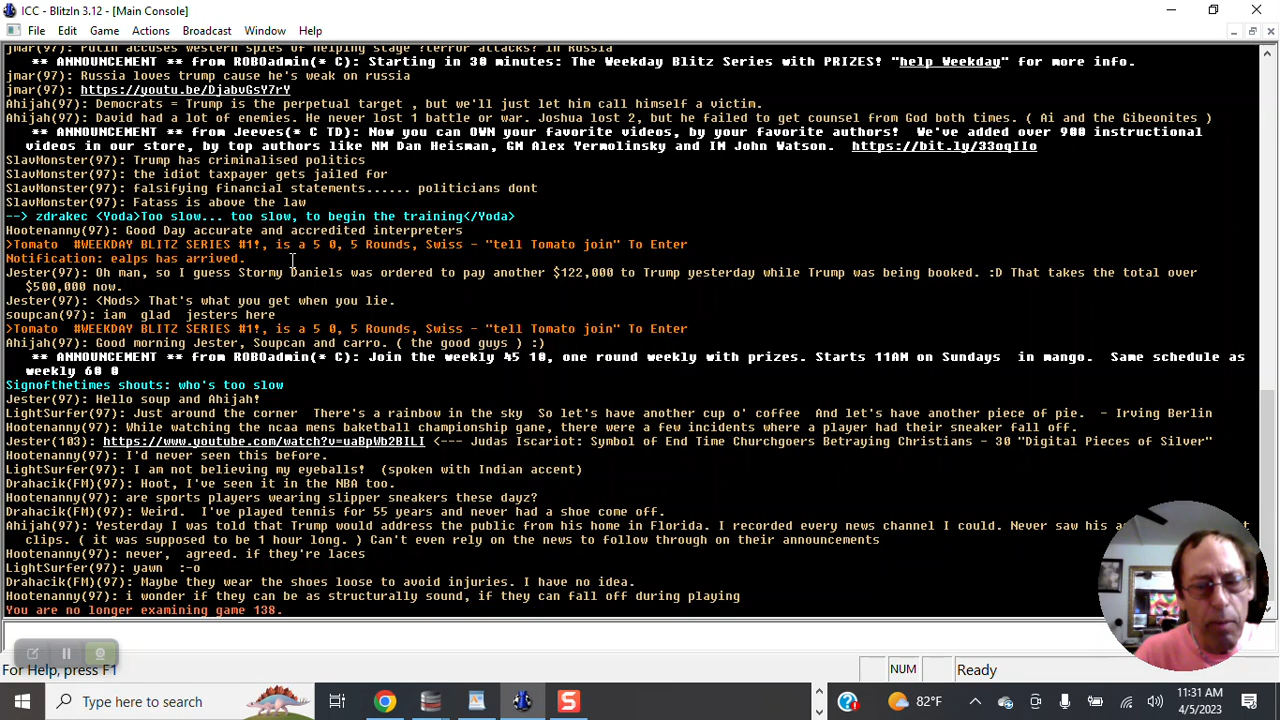 ICC - BlitzIn 3.12 - [Main Console]
File Edit Game Actions Broadcast Window Help
jmar(97): Putin accuses western spies of helping stage ?terror attacks? in Russia
** ANNOUNCEMENT ** from ROBOadmin(* C): Starting in 30 minutes: The Weekday Blitz Series with PRIZES! "help Weekday" for more info.
jmar(97): Russia loves trump cause he's weak on russia
jmar(97): https://youtu.be/DjabvGsY7rY
Ahijah(97): Democrats = Trump is the perpetual target , but we'll just let him call himself a victim.
Ahijah(97): David had a lot of enemies. He never lost 1 battle or war. Joshua lost 2, but he failed to get counsel from God both times. ( Ai and the Gibeonites )
** ANNOUNCEMENT ** from Jeeves(* C TD): Now you can OWN your favorite videos, by your favorite authors!  We've added over 900 instructional
videos in our store, by top authors like NM Dan Heisman, GM Alex Yermolinsky and IM John Watson.  https://bit.ly/33oqIIo
SlavMonster(97): Trump has criminalised politics
SlavMonster(97): the idiot taxpayer gets jailed for
SlavMonster(97): falsifying financial statements...... politicians dont
SlavMonster(97): Fatass is above the law
--> zdrakec <Yoda>Too slow... too slow, to begin the training</Yoda>
Hootenanny(97): Good Day accurate and accredited interpreters
>Tomato  #WEEKDAY BLITZ SERIES #1!, is a 5 0, 5 Rounds, Swiss - "tell Tomato join" To Enter
Notification: ealps has arrived.
Jester(97): Oh man, so I guess Stormy Daniels was ordered to pay another $122,000 to Trump yesterday while Trump was being booked. :D That takes the total over
$500,000 now.
Jester(97): <Nods> That's what you get when you lie.
soupcan(97): iam  glad  jesters here
>Tomato  #WEEKDAY BLITZ SERIES #1!, is a 5 0, 5 Rounds, Swiss - "tell Tomato join" To Enter
Ahijah(97): Good morning Jester, Soupcan and carro. ( the good guys ) :)
** ANNOUNCEMENT ** from ROBOadmin(* C): Join the weekly 45 10, one round weekly with prizes. Starts 11AM on Sundays  in mango.  Same schedule as
weekly 60 0
Signofthetimes shouts: who's too slow
Jester(97): Hello soup and Ahijah!
LightSurfer(97): Just around the corner  There's a rainbow in the sky  So let's have another cup o' coffee  And let's have another piece of pie.  - Irving Berlin
Hootenanny(97): While watching the ncaa mens baketball championship gane, there were a few incidents where a player had their sneaker fall off.
Jester(103): https://www.youtube.com/watch?v=uaBpWb2BILI <--- Judas Iscariot: Symbol of End Time Churchgoers Betraying Christians - 30 "Digital Pieces of Silver"
Hootenanny(97): I'd never seen this before.
LightSurfer(97): I am not believing my eyeballs!  (spoken with Indian accent)
Drahacik(FM)(97): Hoot, I've seen it in the NBA too.
Hootenanny(97): are sports players wearing slipper sneakers these dayz?
Drahacik(FM)(97): Weird.  I've played tennis for 55 years and never had a shoe come off.
Ahijah(97): Yesterday I was told that Trump would address the public from his home in Florida. I recorded every news channel I could. Never saw his
clips. ( it was supposed to be 1 hour long. ) Can't even rely on the news to follow through on their announcements
Hootenanny(97): never,  agreed. if they're laces
LightSurfer(97): yawn  :-o
Drahacik(FM)(97): Maybe they wear the shoes loose to avoid injuries. I have no idea.
Hootenanny(97): i wonder if they can be as structurally sound, if they can fall off during playing
You are no longer examining game 138.
For Help, press F1
NUM
Ready
Type here to search
82°F
11:31 AM
4/5/2023